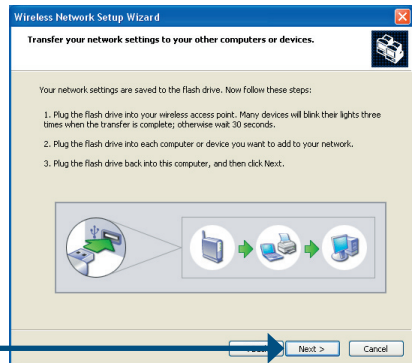 Wireless Network Setup Wizard
Transfer your network settings to your other computers or devices.
Your network settings are saved to the flash drive. Now follow these steps:
1. Plug the flash drive into your wireless access point. Many devices will blink their lights three
times when the transfer is complete; otherwise wait 30 seconds.
2. Plug the flash drive into each computer or device you want to add to your network.
3. Plug the flash drive back into this computer, and then click Next.
Next > Cancel